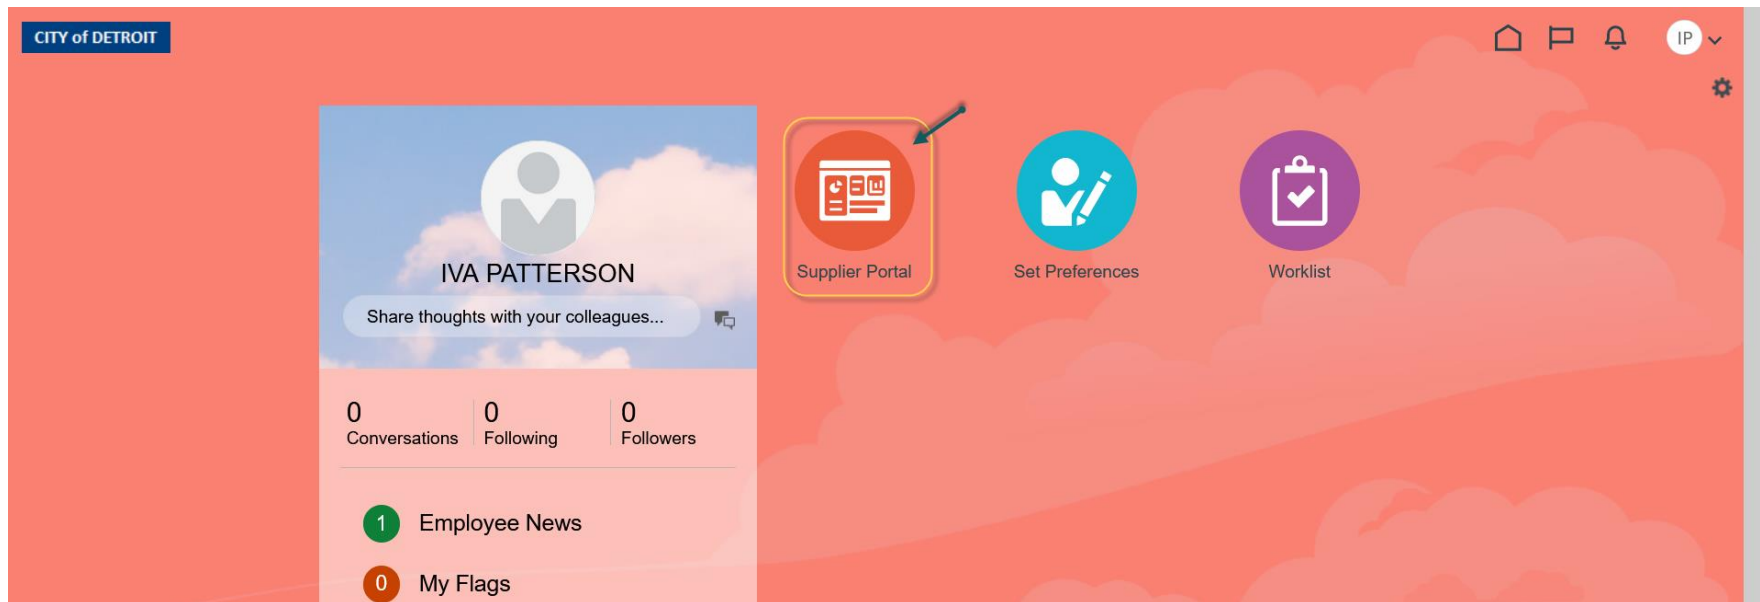 CITY of DETROIT
IP
IVA PATTERSON
Share thoughts with your colleagues...
0
Conversations
0
Following
0
Followers
1 Employee News
0 My Flags
Supplier Portal
Set Preferences
Worklist